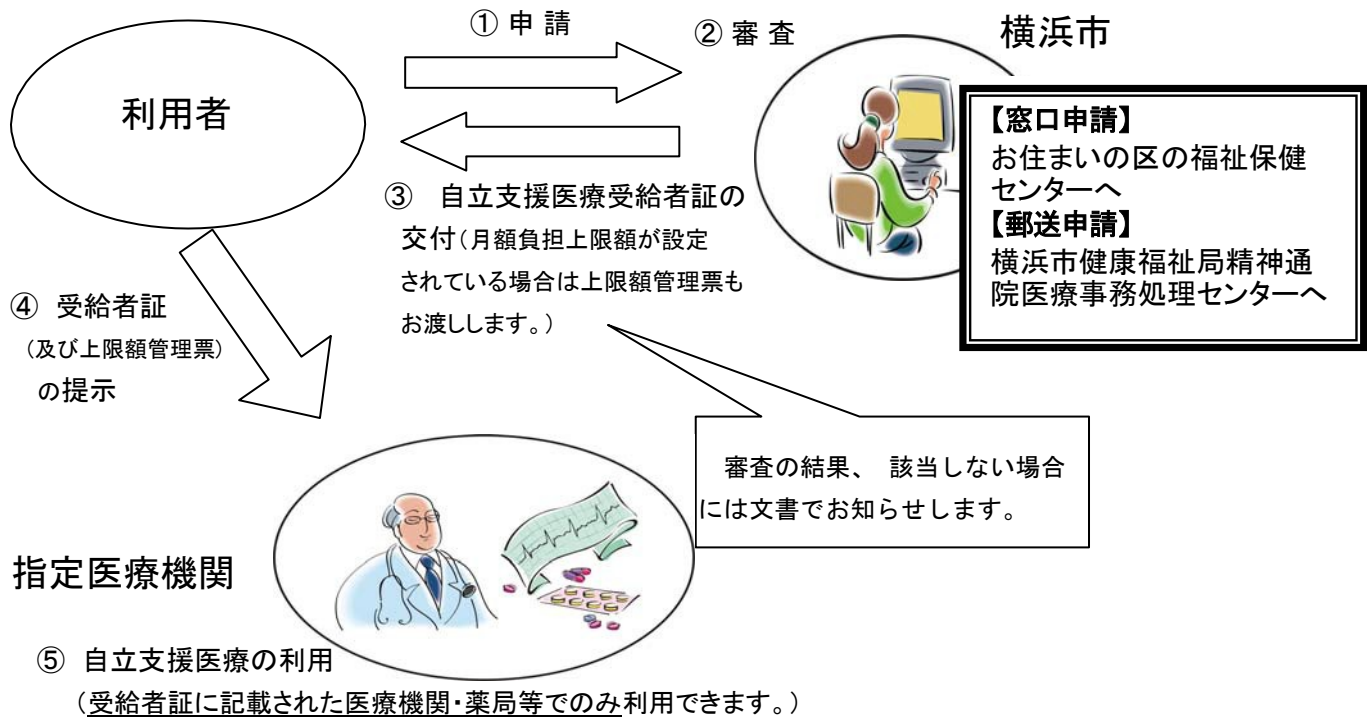 ① 申 請
② 審 査
横浜市
利用者
【窓口申請】
お住まいの区の福祉保健
センターへ
【郵送申請】
横浜市健康福祉局精神通
院医療事務処理センターへ
③ 自立支援医療受給者証の
交付(月額負担上限額が設定
されている場合は上限額管理票も
お渡しします。)
④ 受給者証
(及び上限額管理票)
の提示
審査の結果、 該当しない場合
には文書でお知らせします。
指定医療機関
⑤ 自立支援医療の利用
(受給者証に記載された医療機関・薬局等でのみ利用できます。)